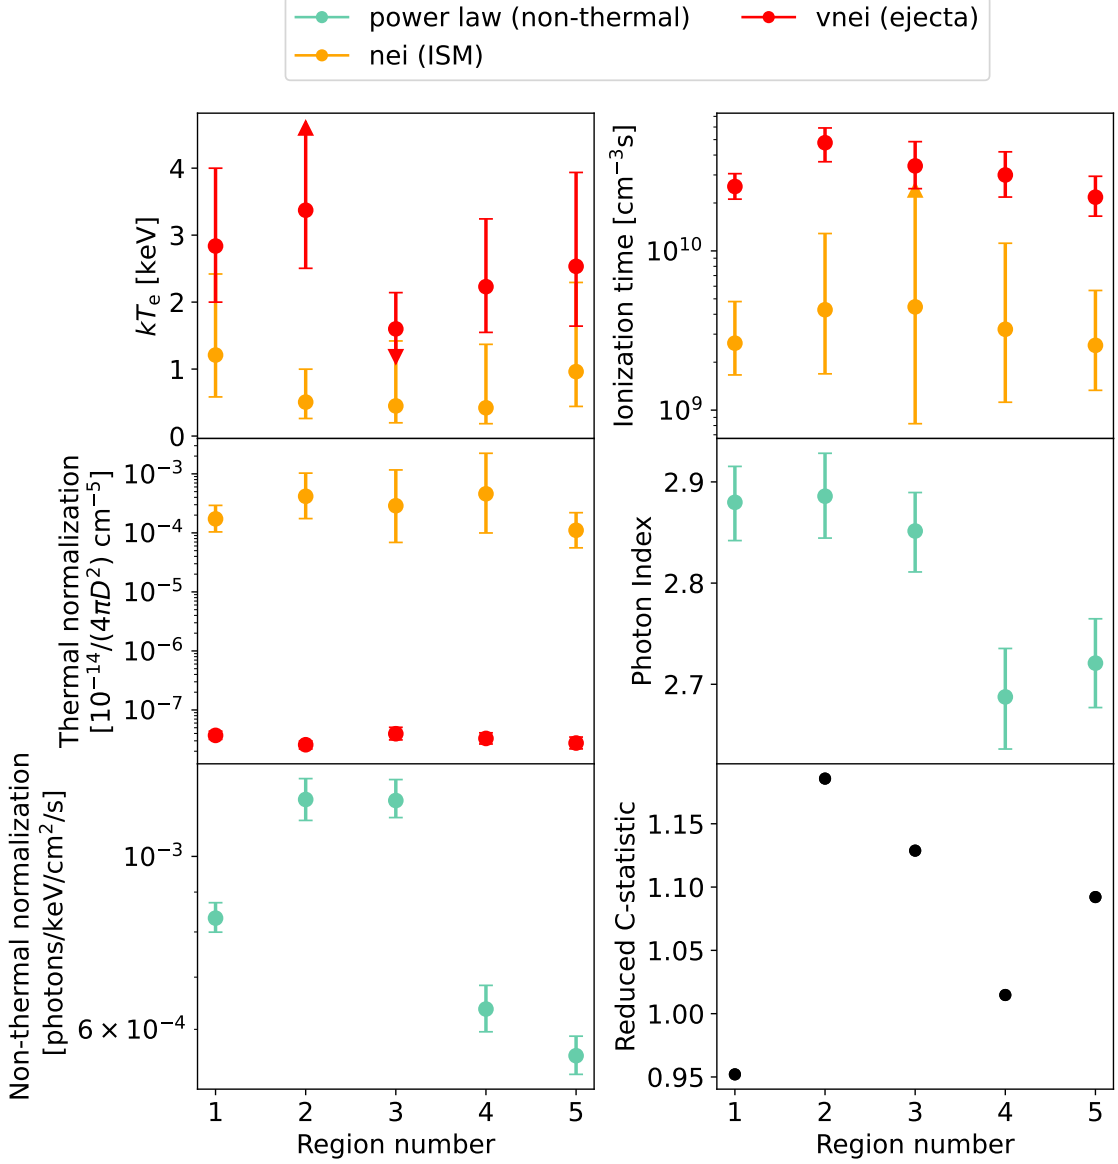 power law (non-thermal)
nei (ISM)
vnei (ejecta)
kTₑ [keV]
4
3
2
1
0
Ionization time [cm⁻³s]
10¹⁰
10⁹
Thermal normalization
[10⁻¹⁴/(4πD²) cm⁻⁵]
10⁻³
10⁻⁴
10⁻⁵
10⁻⁶
10⁻⁷
Photon Index
2.9
2.8
2.7
Non-thermal normalization
[photons/keV/cm²/s]
10⁻³
6 × 10⁻⁴
1 2 3 4 5
Region number
Reduced C-statistic
1.15
1.10
1.05
1.00
0.95
1 2 3 4 5
Region number